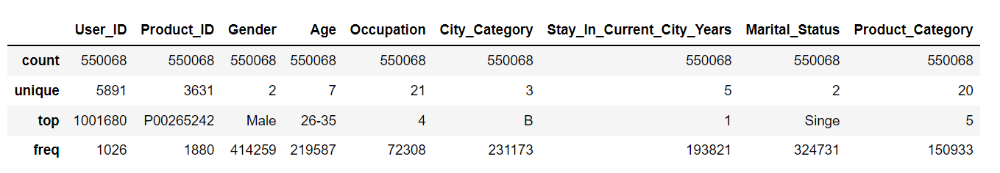 User_ID Product_ID Gender Age Occupation City_Category Stay_In_Current_City_Years Marital_Status Product_Category
count 550068 550068 550068 550068 550068 550068 550068 550068 550068
unique 5891 3631 2 7 21 3 5 2 20
top 1001680 P00265242 Male 26-35 4 B 1 Singe 5
freq 1026 1880 414259 219587 72308 231173 193821 324731 150933